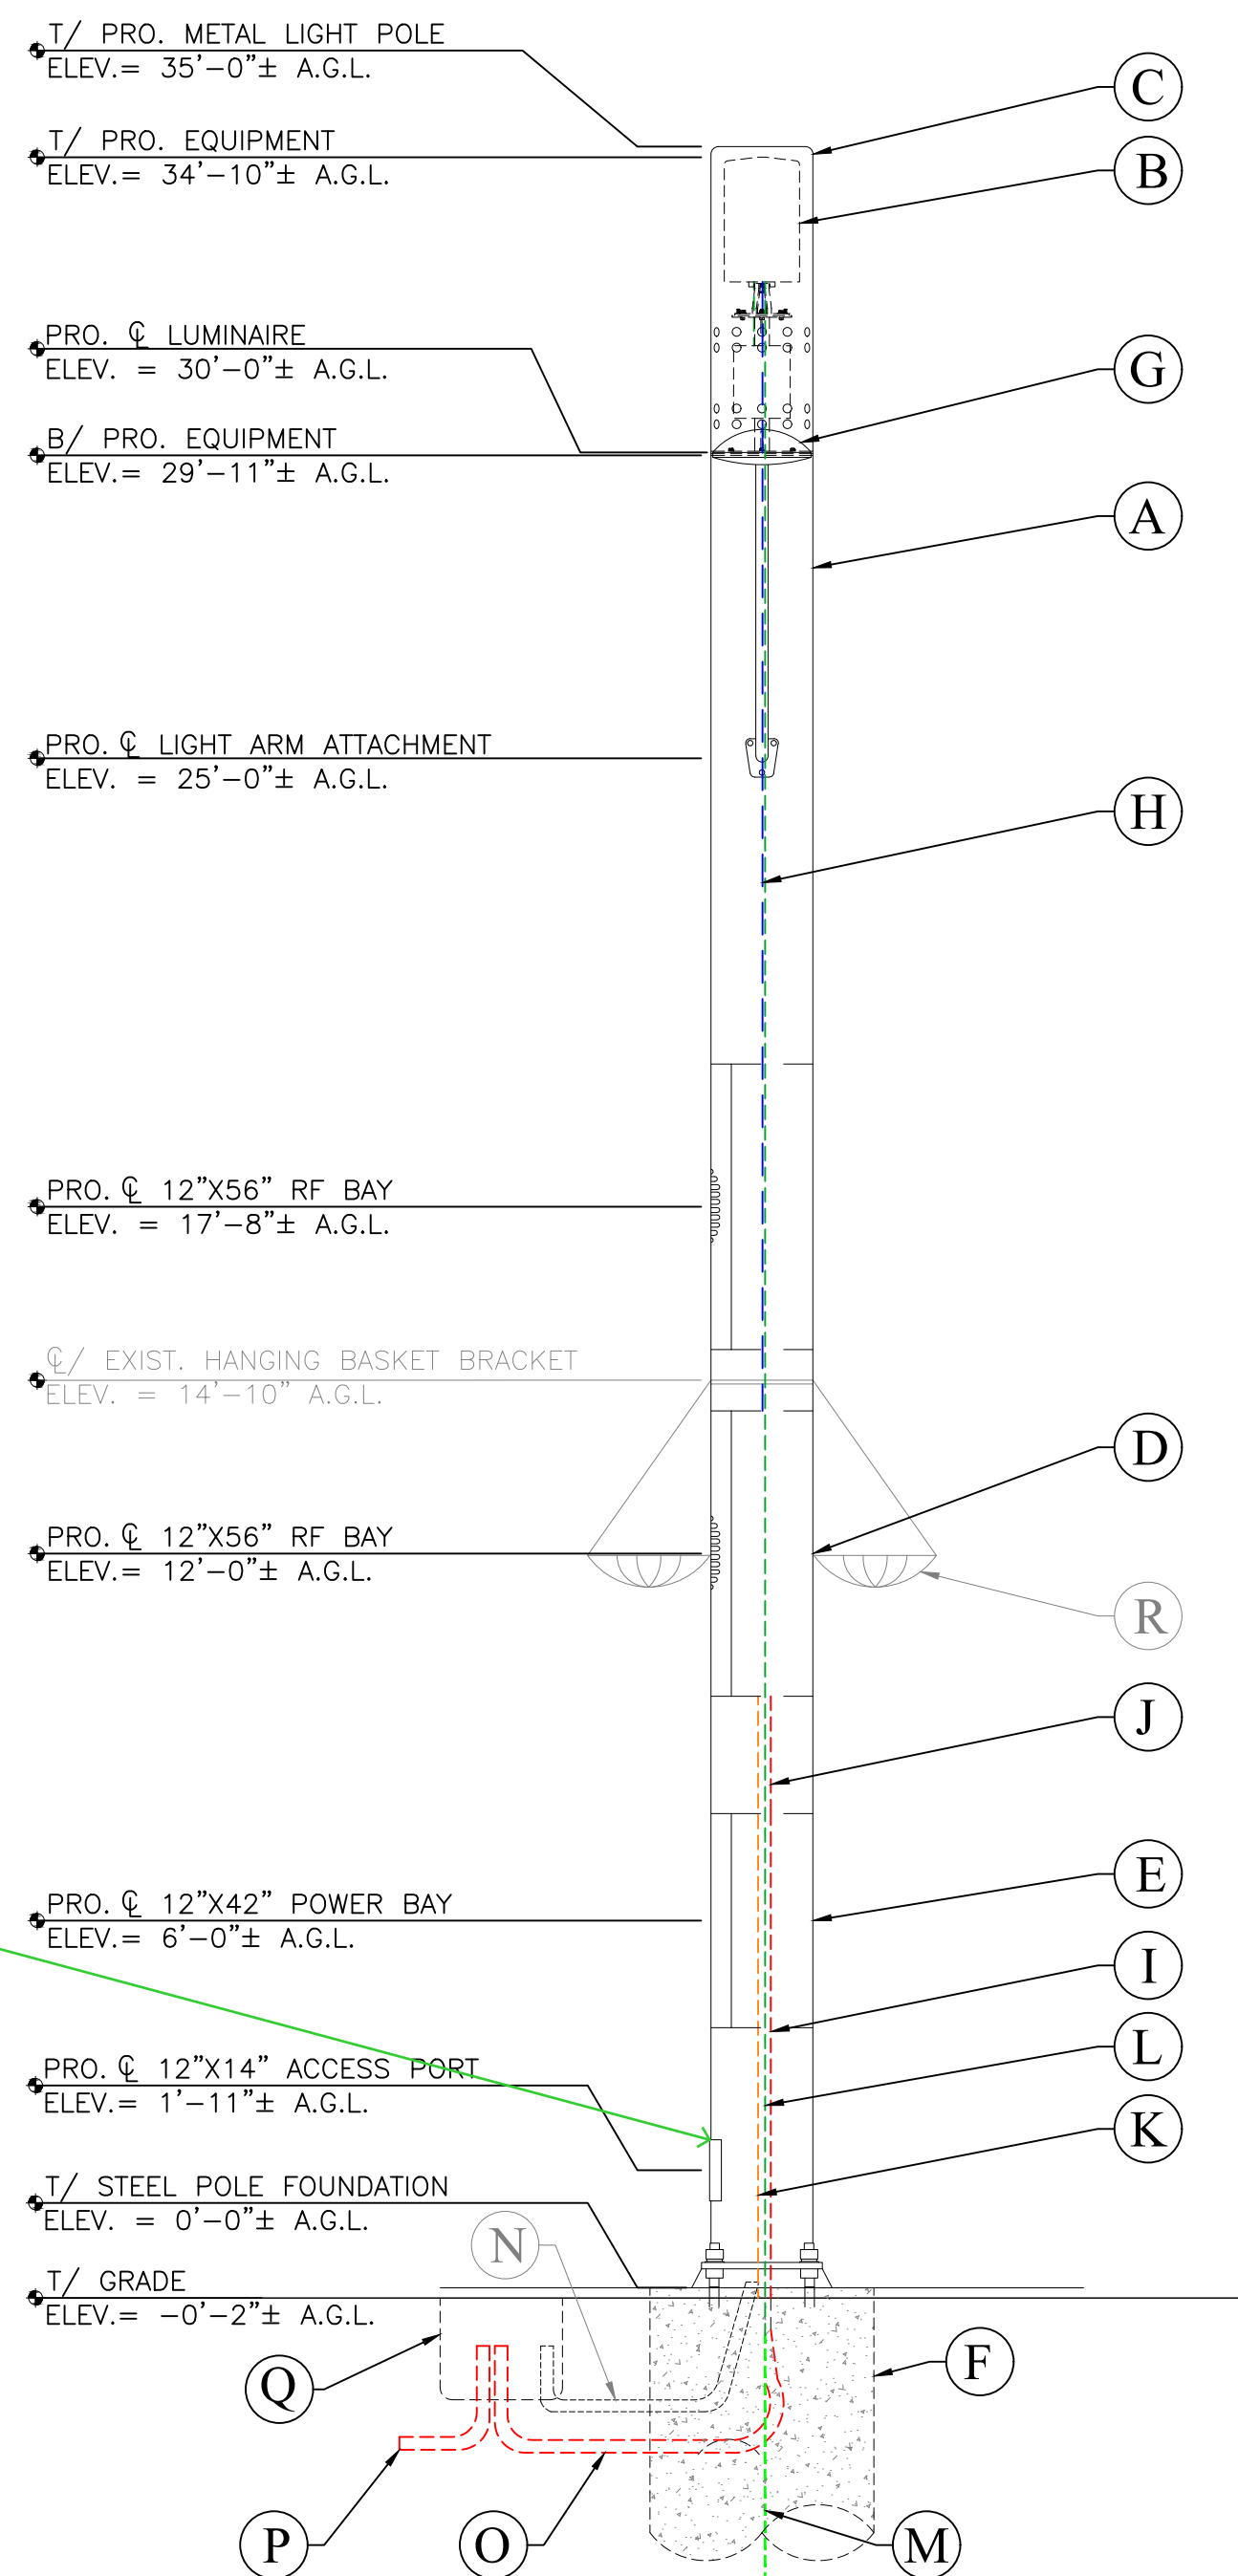 T/ PRO. METAL LIGHT POLE
ELEV.= 35'-0"± A.G.L.
C
T/ PRO. EQUIPMENT
ELEV.= 34'-10"± A.G.L.
B
PRO. ℄ LUMINAIRE
ELEV. = 30'-0"± A.G.L.
G
B/ PRO. EQUIPMENT
ELEV.= 29'-11"± A.G.L.
A
PRO. ℄ LIGHT ARM ATTACHMENT
ELEV. = 25'-0"± A.G.L.
H
PRO. ℄ 12"X56" RF BAY
ELEV. = 17'-8"± A.G.L.
℄/ EXIST. HANGING BASKET BRACKET
ELEV. = 14'-10" A.G.L.
D
PRO. ℄ 12"X56" RF BAY
ELEV.= 12'-0"± A.G.L.
R
J
E
PRO. ℄ 12"X42" POWER BAY
ELEV.= 6'-0"± A.G.L.
I
L
PRO. ℄ 12"X14" ACCESS PORT
ELEV.= 1'-11"± A.G.L.
K
T/ STEEL POLE FOUNDATION
ELEV. = 0'-0"± A.G.L.
N
T/ GRADE
ELEV.= -0'-2"± A.G.L.
Q
F
P
O
M